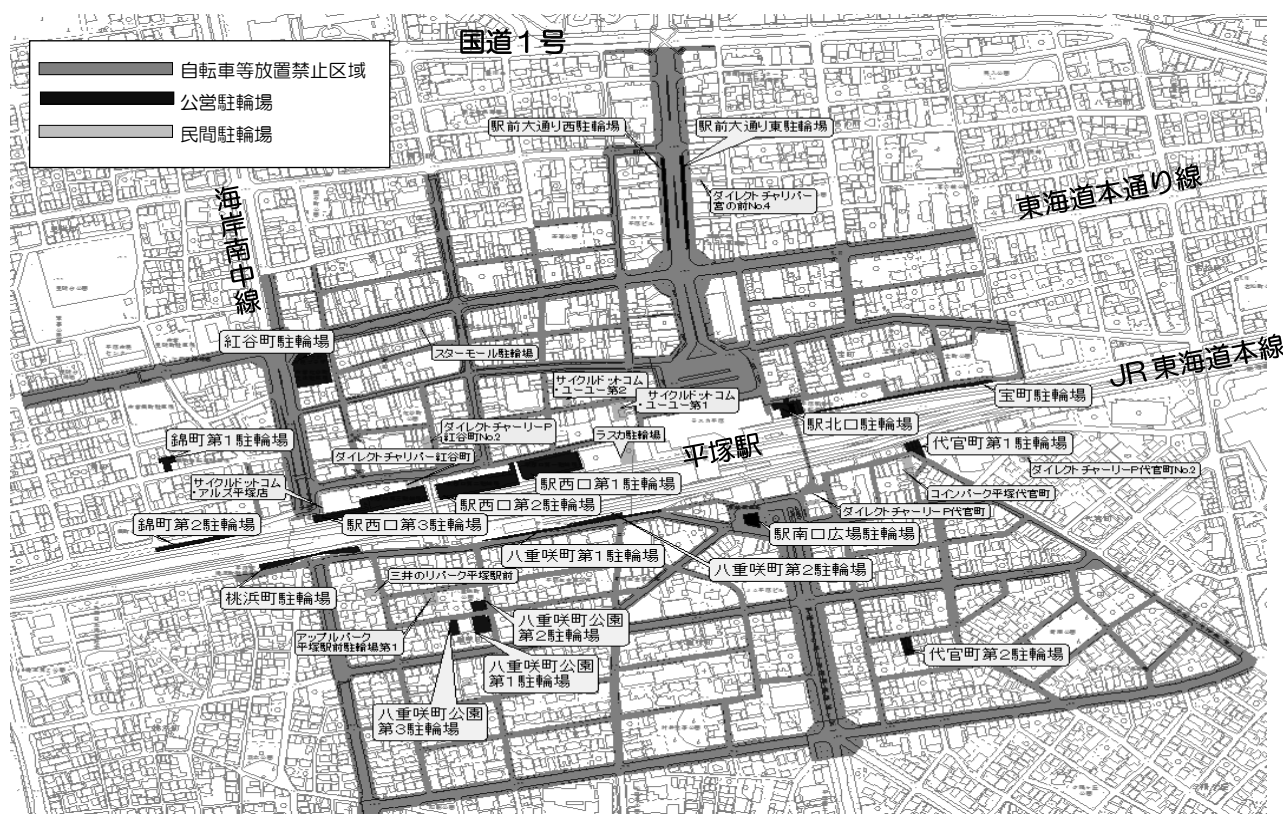 国道1号
自転車等放置禁止区域
公営駐輪場
民間駐輪場
駅前大通り西駐輪場
駅前大通り東駐輪場
ダイレクトチャリパー
宮の前No.4
海岸南中線
東海道本通り線
紅谷町駐輪場
スターモール駐輪場
JR東海道本線
サイクルドットコム
・ユーユー第2
サイクルドットコム
・ユーユー第1
宝町駐輪場
駅北口駐輪場
ダイレクトチャーリーP
紅谷町No.2
ラスカ駐輪場
平塚駅
錦町第1駐輪場
代官町第1駐輪場
ダイレクトチャリパー紅谷町
ダイレクトチャーリーP代官町No.2
サイクルドットコム
・アルズ平塚店
駅西口第1駐輪場
コインパーク平塚代官町
駅西口第2駐輪場
ダイレクトチャーリーP代官町
錦町第2駐輪場
駅西口第3駐輪場
駅南口広場駐輪場
八重咲町第1駐輪場
八重咲町第2駐輪場
三井のリパーク平塚駅前
桃浜町駐輪場
八重咲町公園
第2駐輪場
アップルパーク
平塚駅前駐輪場第1
代官町第2駐輪場
八重咲町公園
第1駐輪場
八重咲町公園
第3駐輪場